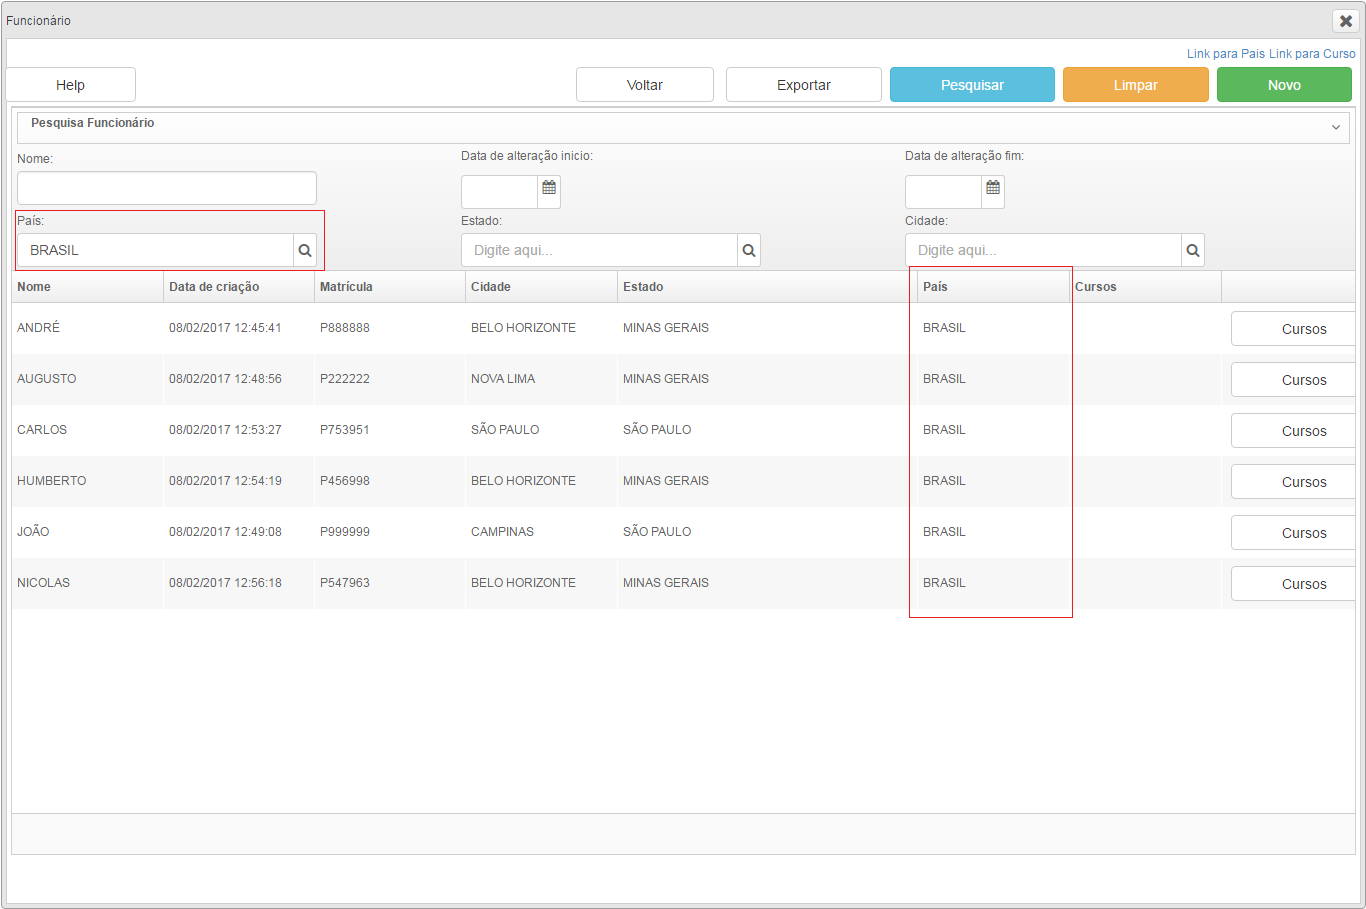 Funcionário
Link para Pais Link para Curso
Help Voltar Exportar Pesquisar Limpar Novo
Pesquisa Funcionário
Nome: Data de alteração inicio: Data de alteração fim:
País: Estado: Cidade:
BRASIL Digite aqui... Digite aqui...
Nome Data de criação Matrícula Cidade Estado País Cursos
ANDRÉ 08/02/2017 12:45:41 P888888 BELO HORIZONTE MINAS GERAIS BRASIL Cursos
AUGUSTO 08/02/2017 12:48:56 P222222 NOVA LIMA MINAS GERAIS BRASIL Cursos
CARLOS 08/02/2017 12:53:27 P753951 SÃO PAULO SÃO PAULO BRASIL Cursos
HUMBERTO 08/02/2017 12:54:19 P456998 BELO HORIZONTE MINAS GERAIS BRASIL Cursos
JOÃO 08/02/2017 12:49:08 P999999 CAMPINAS SÃO PAULO BRASIL Cursos
NICOLAS 08/02/2017 12:56:18 P547963 BELO HORIZONTE MINAS GERAIS BRASIL Cursos